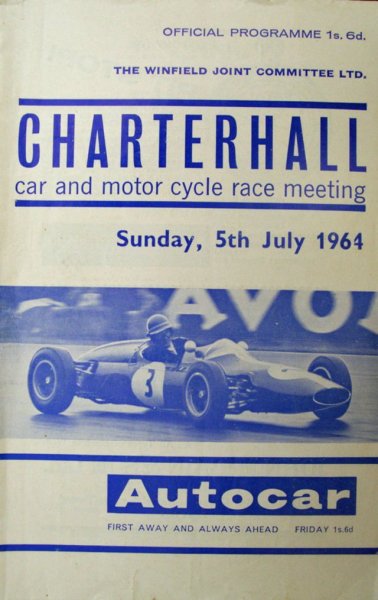 OFFICIAL PROGRAMME 1s. 6d.
THE WINFIELD JOINT COMMITTEE LTD.
CHARTERHALL
car and motor cycle race meeting
Sunday, 5th July 1964
AVO
3
Autocar
FIRST AWAY AND ALWAYS AHEAD FRIDAY 1s.6d